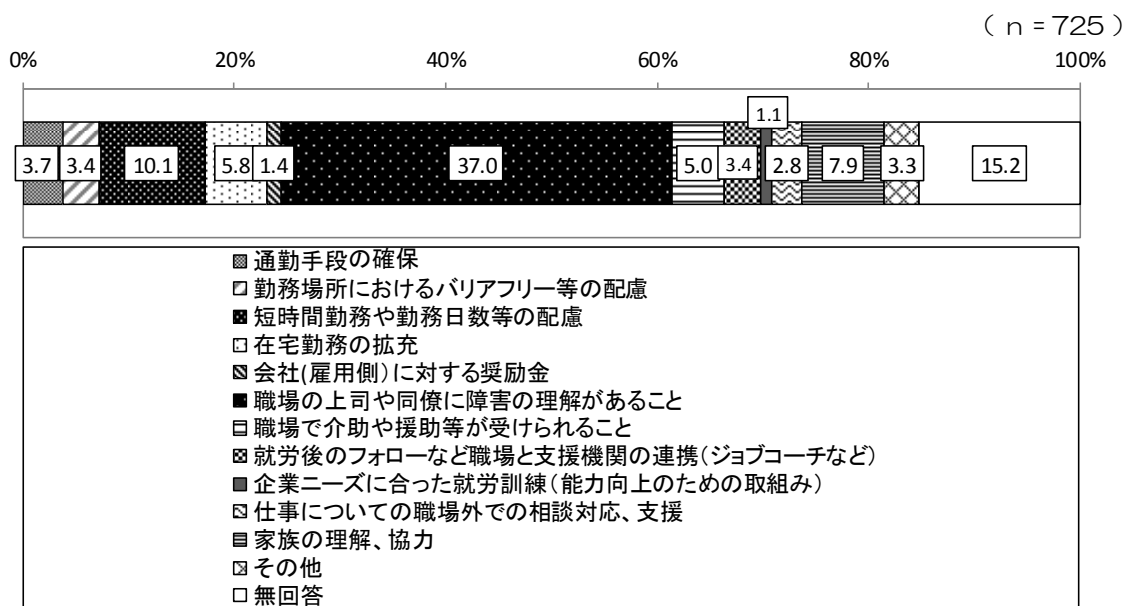 （ｎ=725）
0% 20% 40% 60% 80% 100%
1.1
3.7 3.4 10.1 5.8 1.4 37.0 5.0 3.4 2.8 7.9 3.3 15.2
通勤手段の確保
勤務場所におけるバリアフリー等の配慮
短時間勤務や勤務日数等の配慮
在宅勤務の拡充
会社(雇用側)に対する奨励金
職場の上司や同僚に障害の理解があること
職場で介助や援助等が受けられること
就労後のフォローなど職場と支援機関の連携（ジョブコーチなど）
企業ニーズに合った就労訓練（能力向上のための取組み）
仕事についての職場外での相談対応、支援
家族の理解、協力
その他
無回答